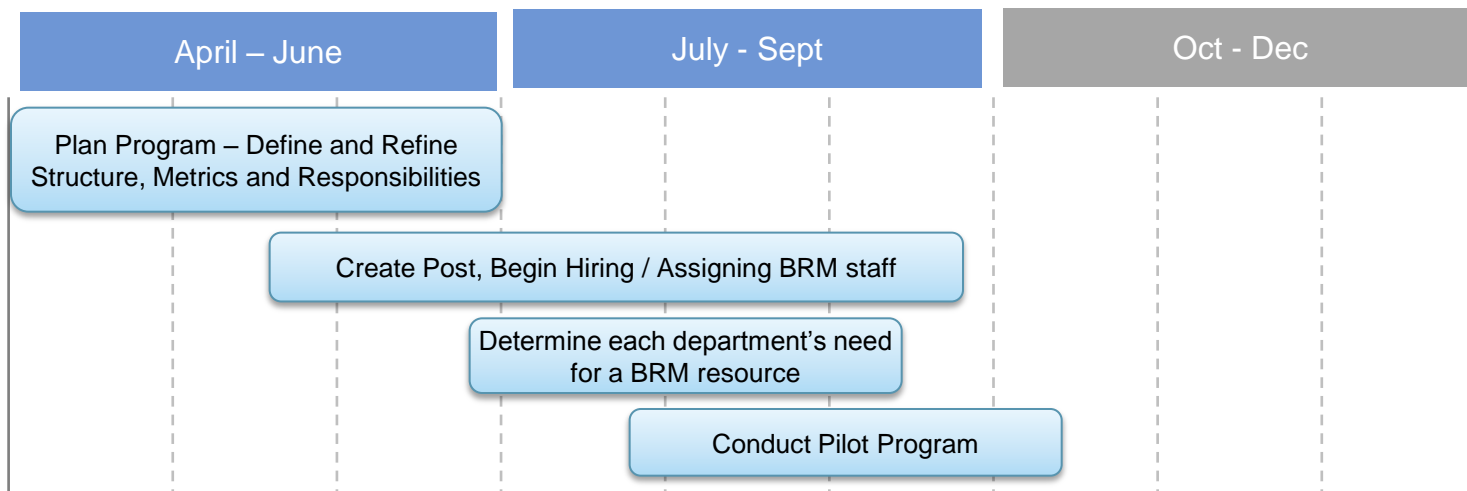 April – June
July - Sept
Oct - Dec
Plan Program – Define and Refine
Structure, Metrics and Responsibilities
Create Post, Begin Hiring / Assigning BRM staff
Determine each department’s need
for a BRM resource
Conduct Pilot Program